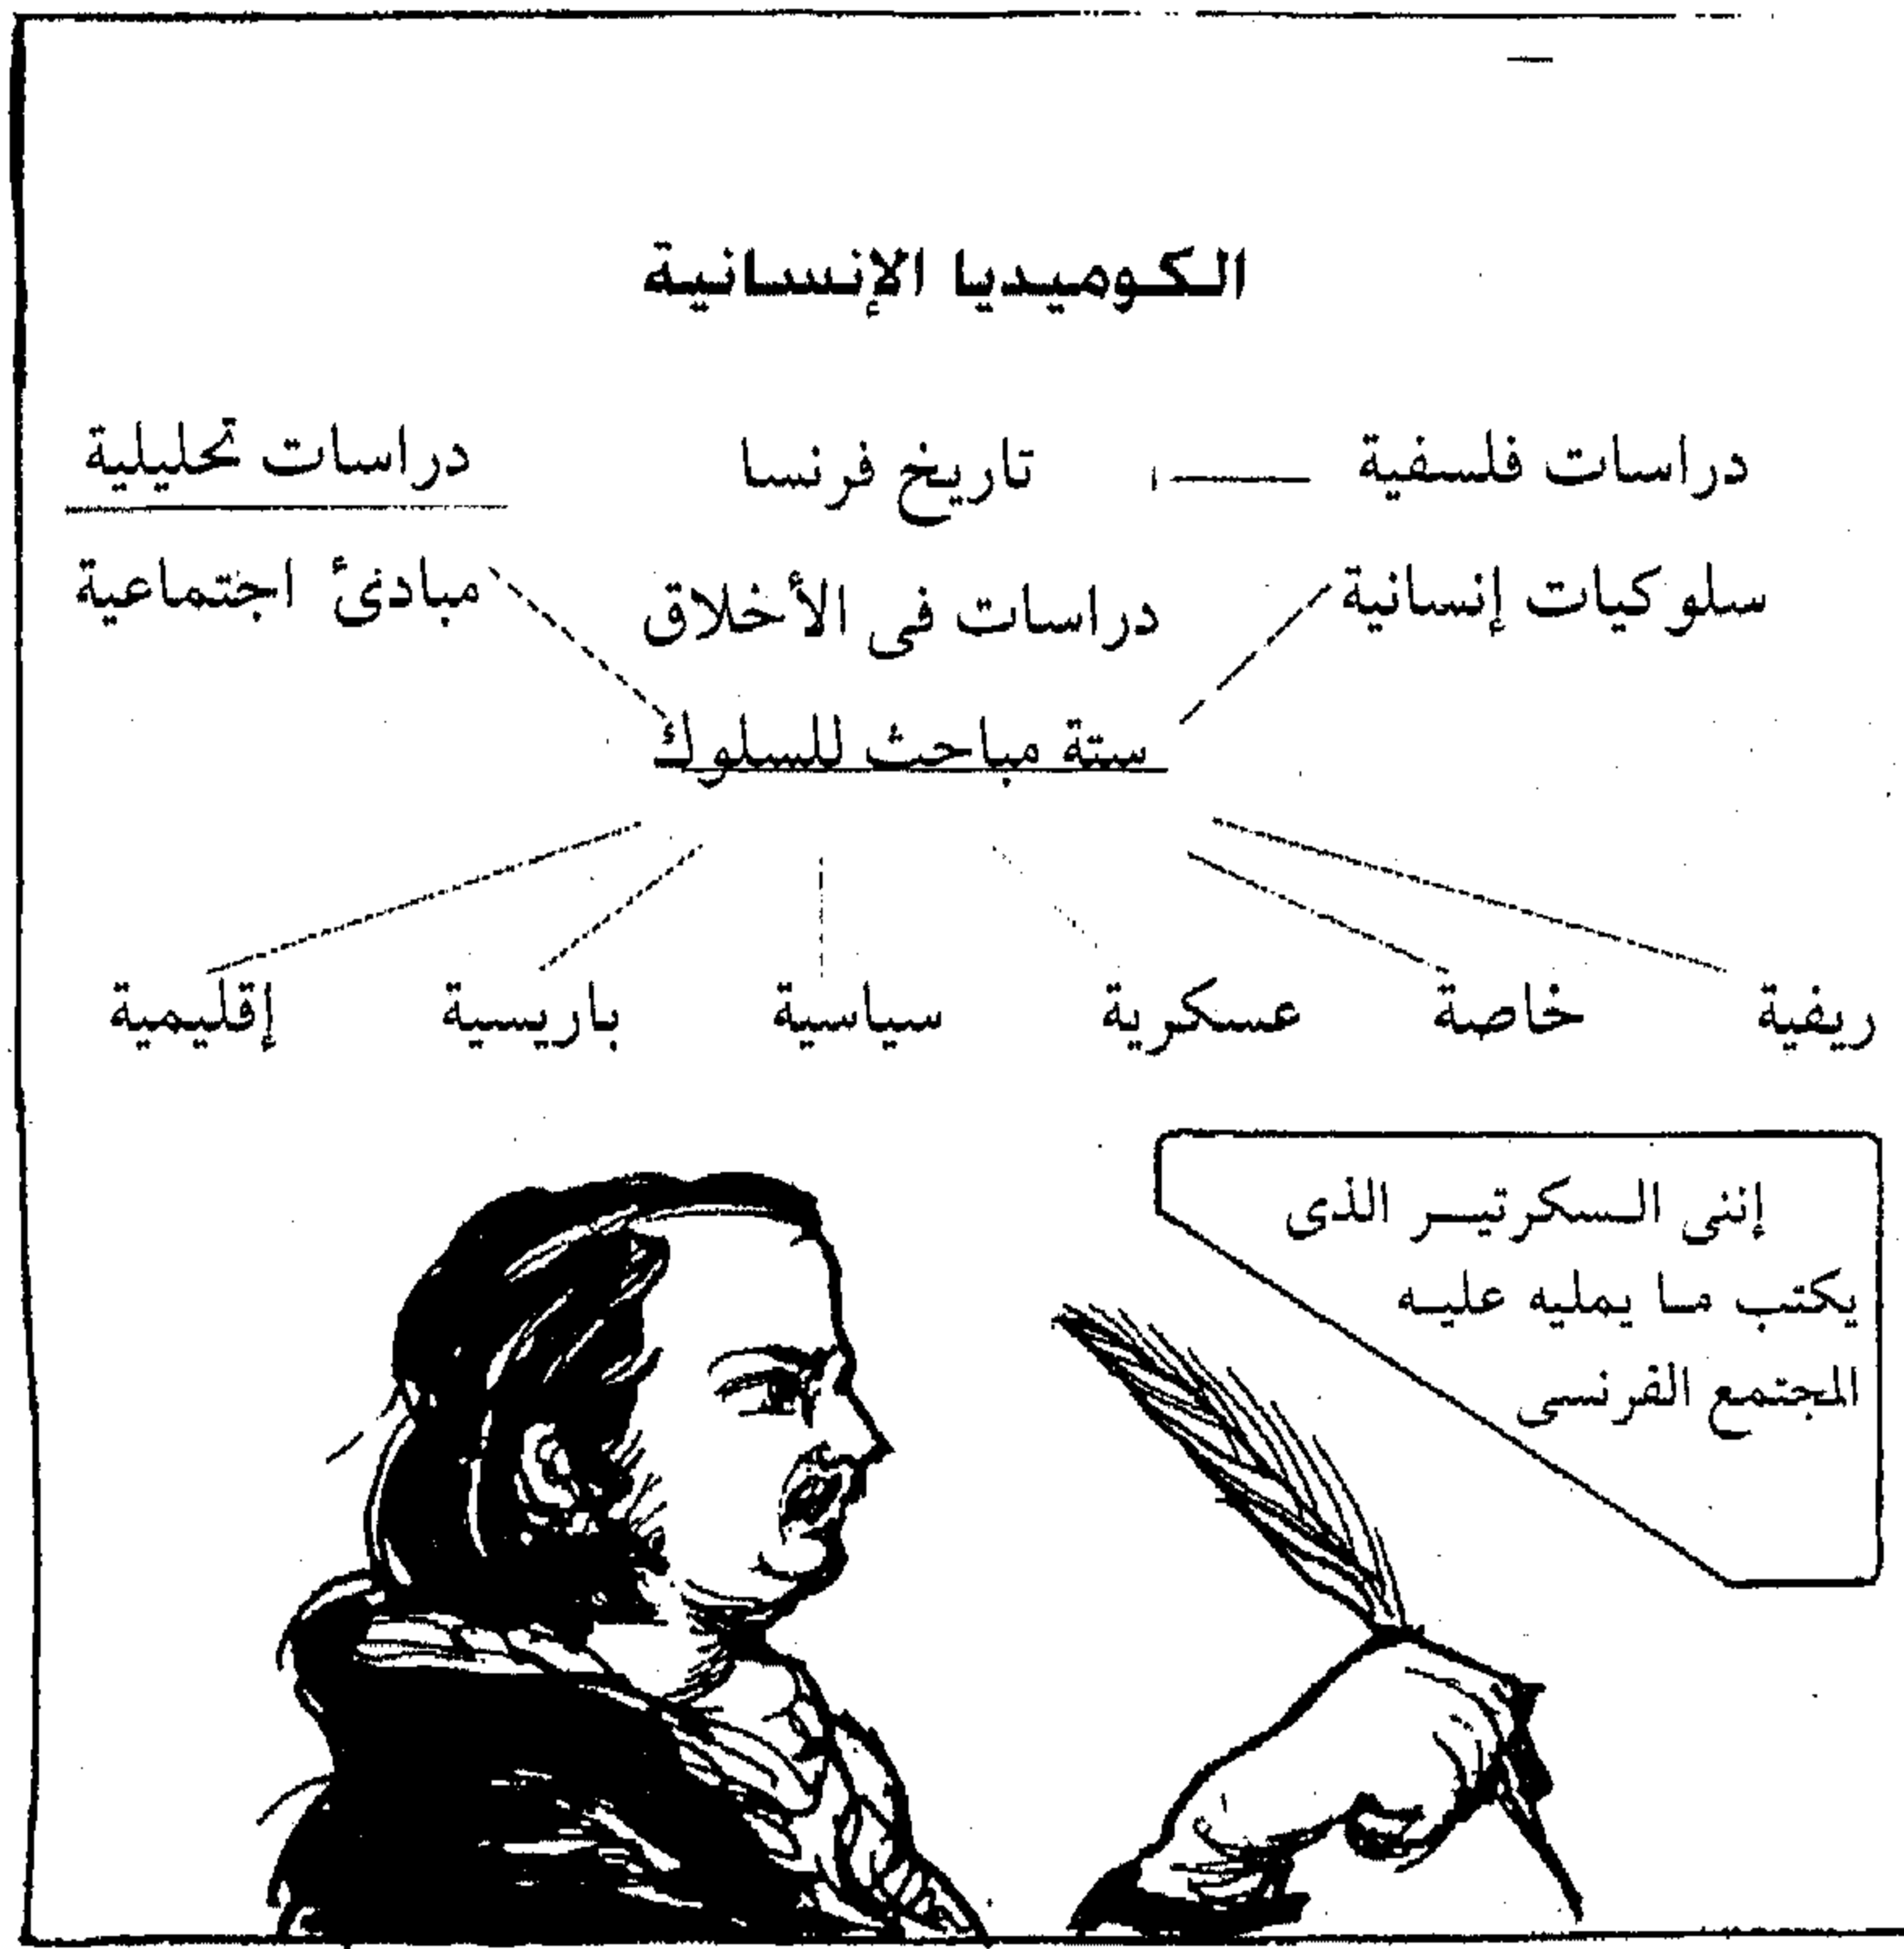 الكوميديا الإنسانية
دراسات فلسفية
تاريخ فرنسا
دراسات تحليلية
سلوكيات إنسانية
دراسات فى الأخلاق
مبادئ اجتماعية
ستة مباحث للسلوك
ريفية
خاصة
عسكرية
سياسية
باريسية
إقليمية
إننى السكرتير الذى
يكتب ما يمليه عليه
المجتمع الفرنسى